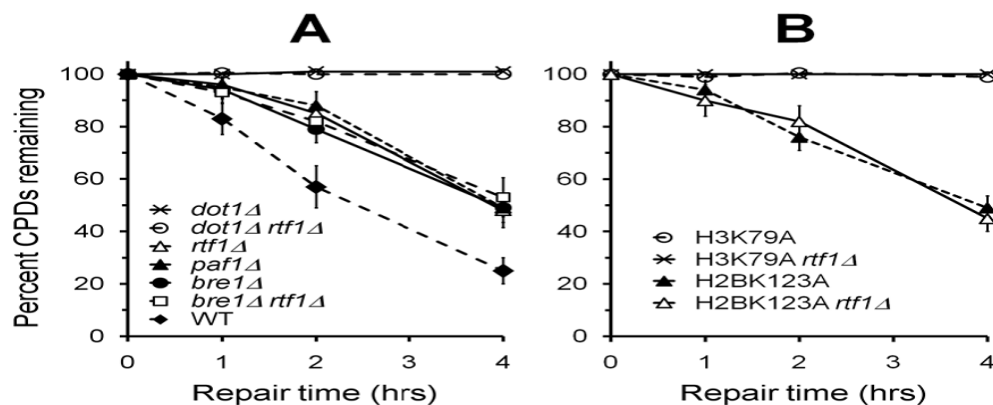 A
B
Percent CPDs remaining
100
80
60
40
20
0
dot1Δ
dot1Δ rtf1Δ
rtf1Δ
paf1Δ
bre1Δ
bre1Δ rtf1Δ
WT
0 1 2 3 4
Repair time (hrs)
100
80
60
40
20
0
H3K79A
H3K79A rtf1Δ
H2BK123A
H2BK123A rtf1Δ
0 1 2 3 4
Repair time (hrs)